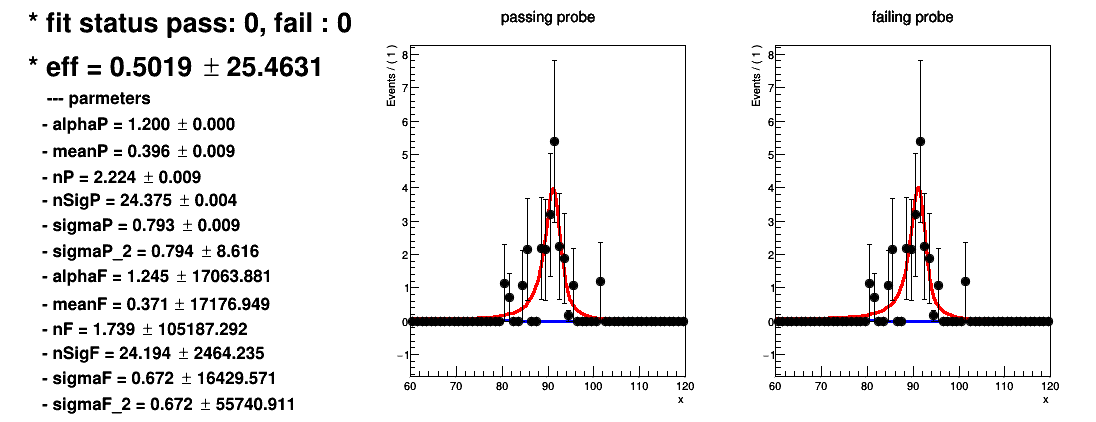 * fit status pass: 0, fail : 0
* eff = 0.5019 ± 25.4631
--- parmeters
- alphaP = 1.200 ± 0.000
- meanP = 0.396 ± 0.009
- nP = 2.224 ± 0.009
- nSigP = 24.375 ± 0.004
- sigmaP = 0.793 ± 0.009
- sigmaP_2 = 0.794 ± 8.616
- alphaF = 1.245 ± 17063.881
- meanF = 0.371 ± 17176.949
- nF = 1.739 ± 105187.292
- nSigF = 24.194 ± 2464.235
- sigmaF = 0.672 ± 16429.571
- sigmaF_2 = 0.672 ± 55740.911
passing probe
Events / ( 1 )
8
7
6
5
4
3
2
1
0
−1
60 70 80 90 100 110 120
x
failing probe
Events / ( 1 )
8
7
6
5
4
3
2
1
0
−1
60 70 80 90 100 110 120
x